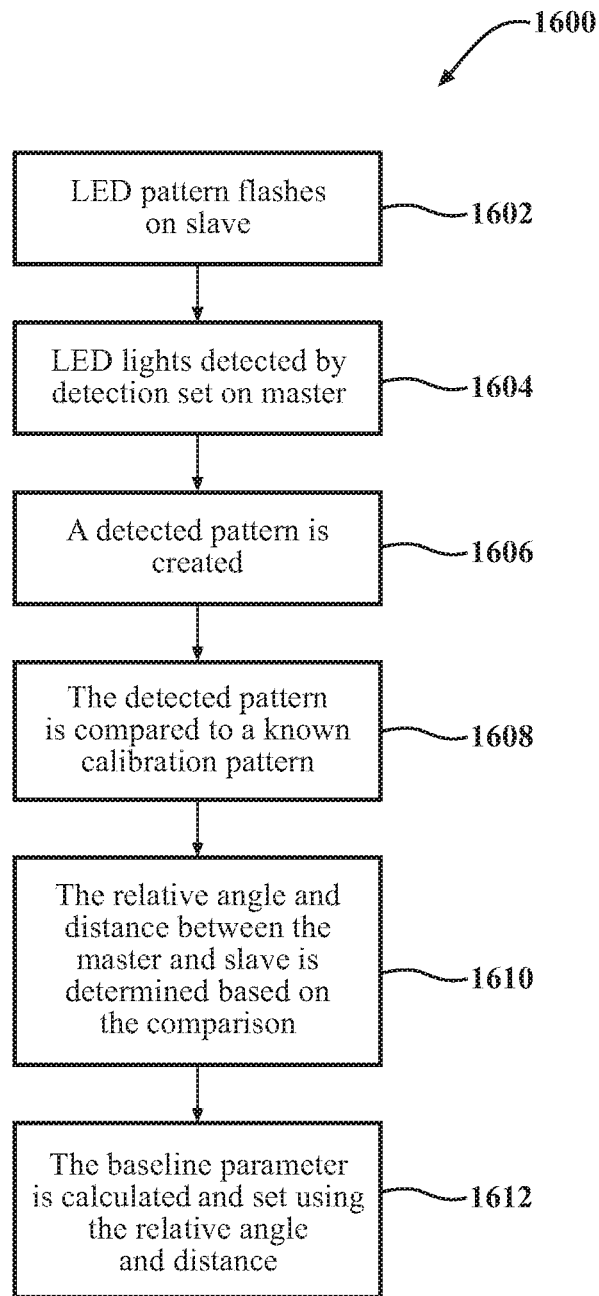 1600
LED pattern flashes
on slave
1602
LED lights detected by
detection set on master
1604
A detected pattern is
created
1606
The detected pattern
is compared to a known
calibration pattern
1608
The relative angle and
distance between the
master and slave is
determined based on
the comparison
1610
The baseline parameter
is calculated and set using
the relative angle
and distance
1612